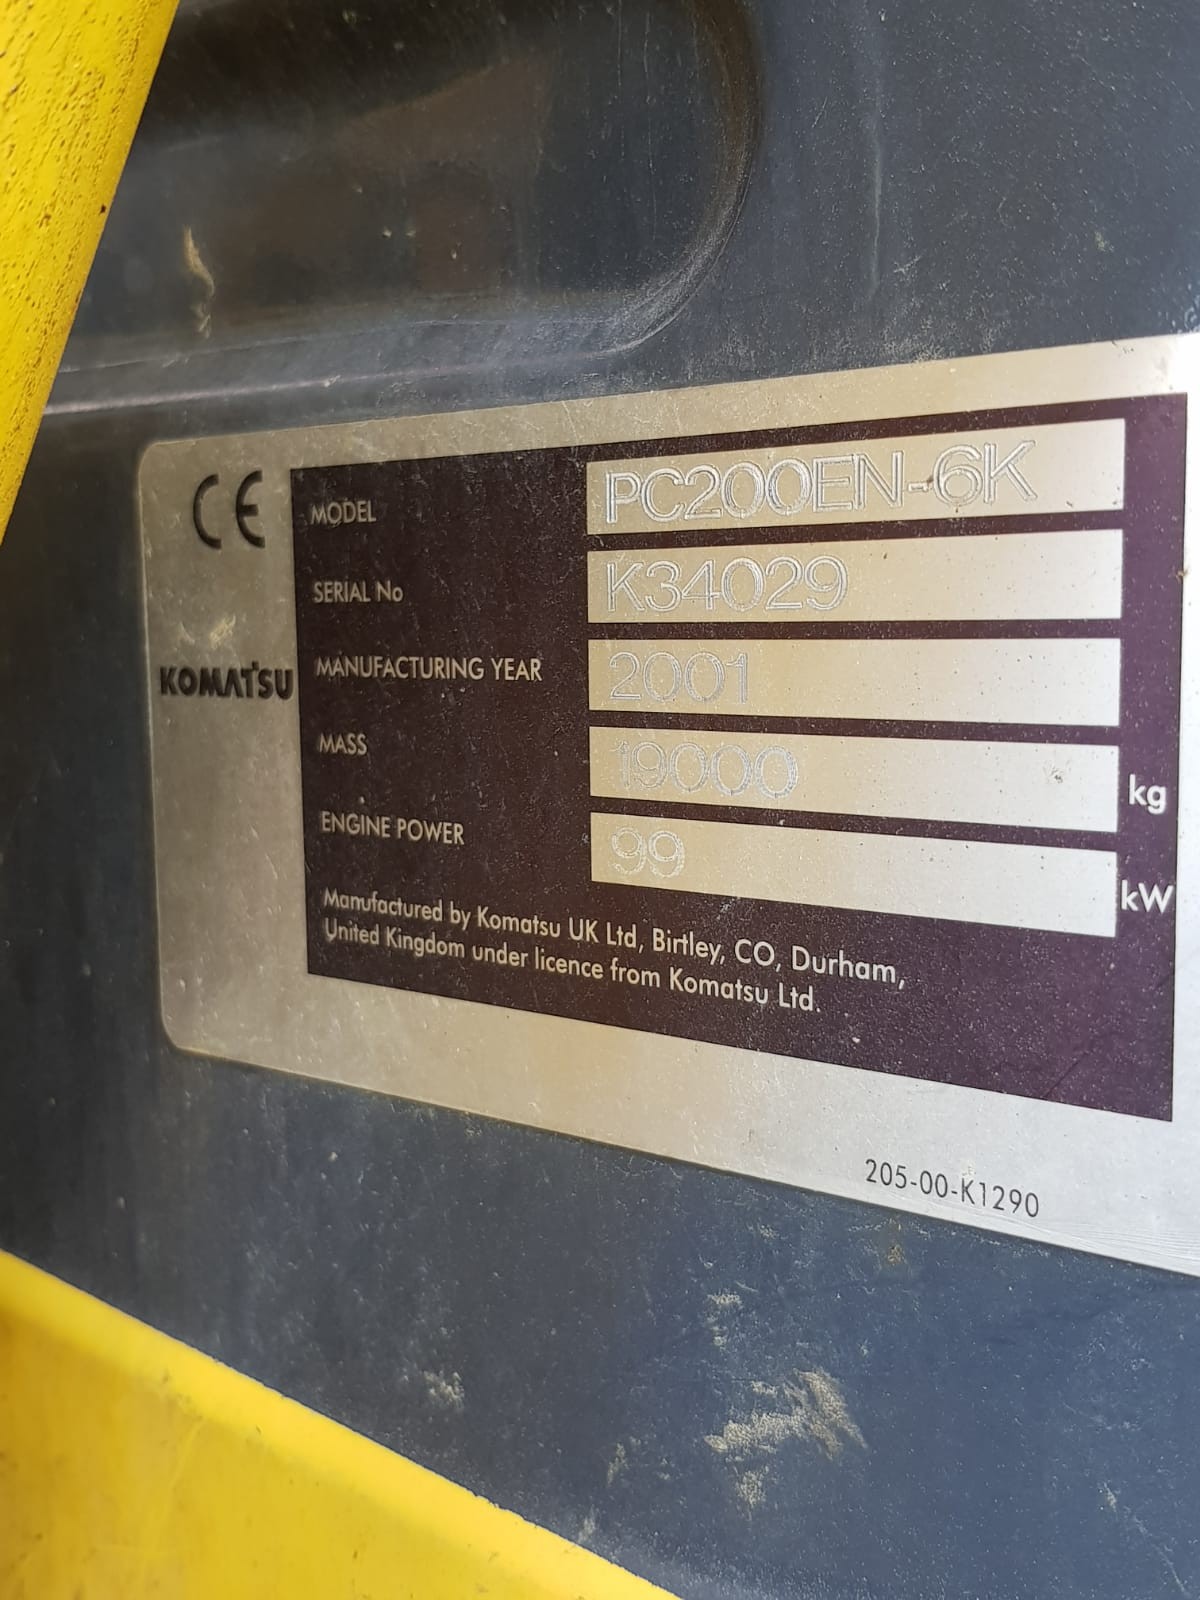 CE
MODEL PC200EN-6K
SERIAL No K34029
KOMATSU
MANUFACTURING YEAR 2001
MASS 19000 kg
ENGINE POWER 99 kW
Manufactured by Komatsu UK Ltd, Birtley, CO, Durham,
United Kingdom under licence from Komatsu Ltd.
205-00-K1290